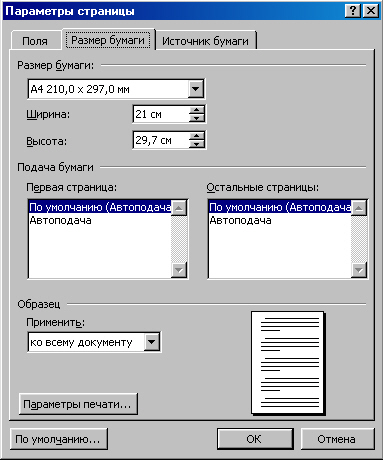 Параметры страницы
Поля
Размер бумаги
Источник бумаги
Размер бумаги:
A4 210,0 x 297,0 мм
Ширина:
21 см
Высота:
29,7 см
Подача бумаги
Первая страница:
Остальные страницы:
По умолчанию (Автоподача
Автоподача
По умолчанию (Автоподача
Автоподача
Образец
Применить:
ко всему документу
Параметры печати...
По умолчанию...
ОК
Отмена